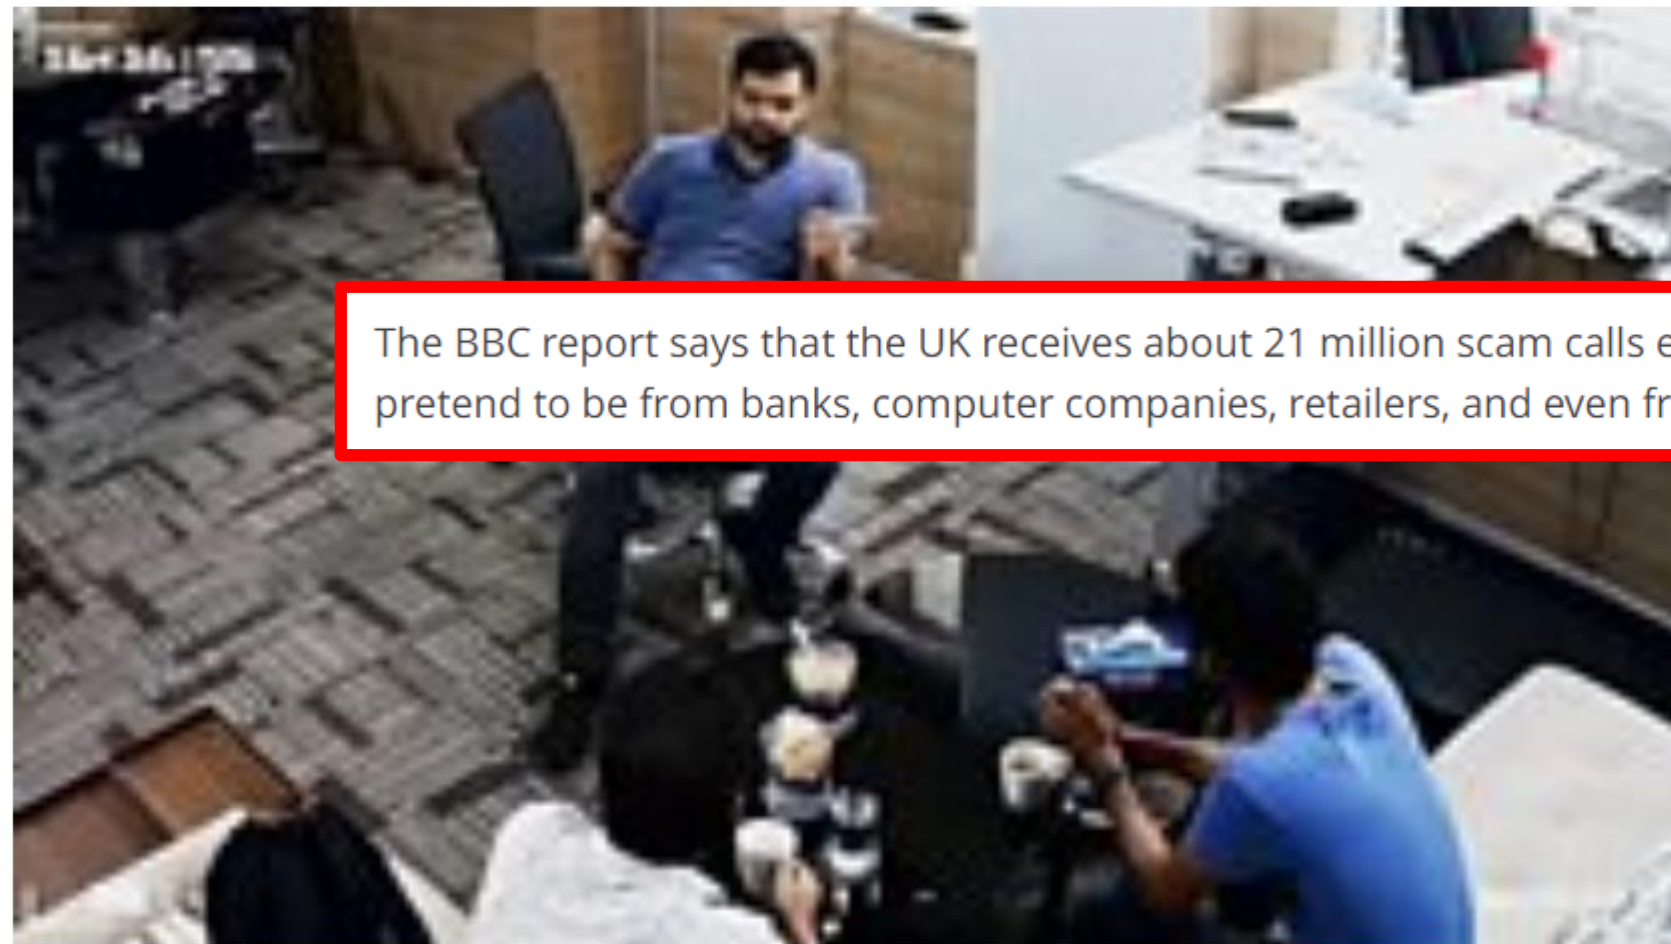 The BBC report says that the UK receives about 21 million scam calls e
pretend to be from banks, computer companies, retailers, and even fr